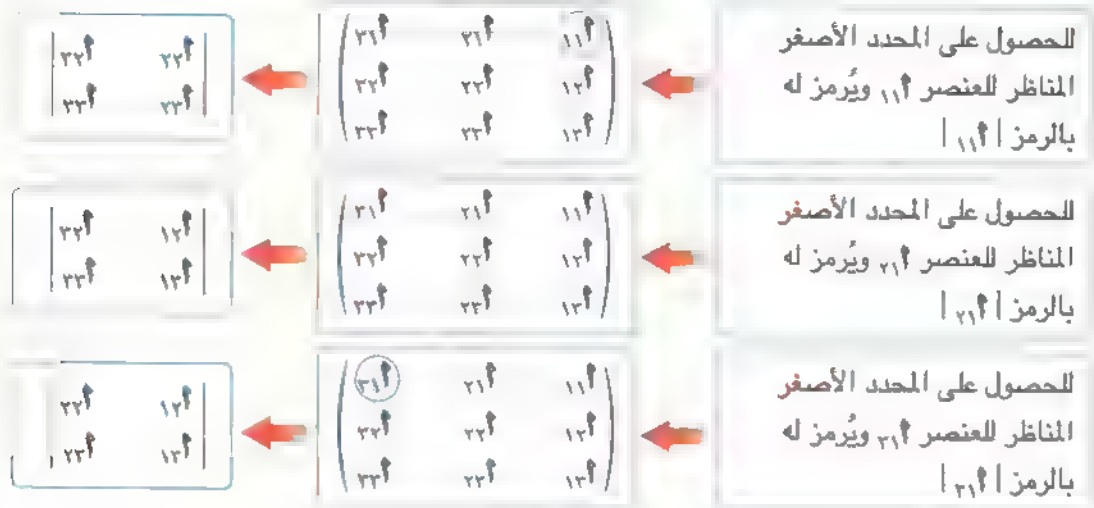 للحصول على المحدد الأصغر
المناظر للعنصر أ١١ ويُرمز له
بالرمز | أ١١ |
أ١١ أ٢١ أ٣١
أ١٢ أ٢٢ أ٣٢
أ١٣ أ٢٣ أ٣٣
أ٢٢ أ٣٢
أ٢٣ أ٣٣
للحصول على المحدد الأصغر
المناظر للعنصر أ٢١ ويُرمز له
بالرمز | أ٢١ |
أ١١ أ٢١ أ٣١
أ١٢ أ٢٢ أ٣٢
أ١٣ أ٢٣ أ٣٣
أ١٢ أ٣٢
أ١٣ أ٣٣
للحصول على المحدد الأصغر
المناظر للعنصر أ٣١ ويُرمز له
بالرمز | أ٣١ |
أ١١ أ٢١ أ٣١
أ١٢ أ٢٢ أ٣٢
أ١٣ أ٢٣ أ٣٣
أ١٢ أ٢٢
أ١٣ أ٢٣